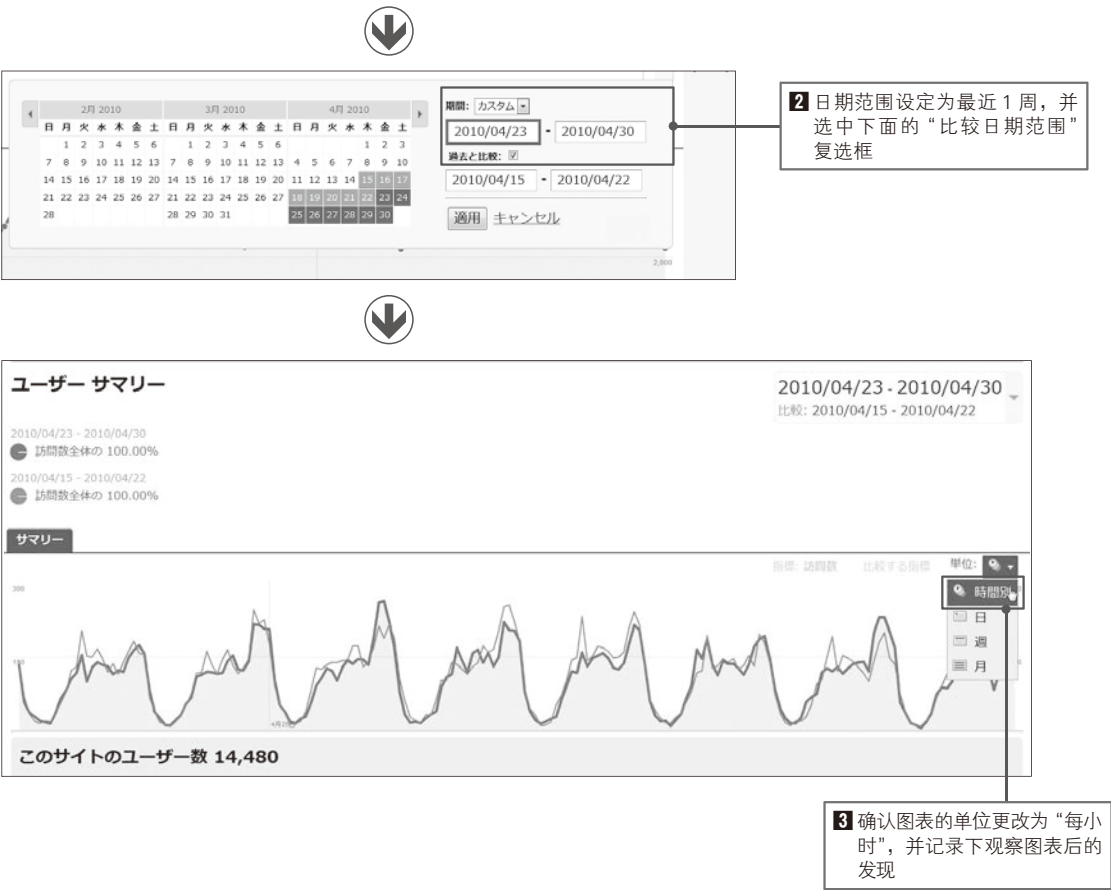 2月 2010 3月 2010 4月 2010
日 月 火 水 木 金 土 日 月 火 水 木 金 土 日 月 火 水 木 金 土
1 2 3 4 5 6 1 2 3 4 5 6 1 2 3
7 8 9 10 11 12 13 7 8 9 10 11 12 13 4 5 6 7 8 9 10
14 15 16 17 18 19 20 14 15 16 17 18 19 20 11 12 13 14 15 16 17
21 22 23 24 25 26 27 21 22 23 24 25 26 27 18 19 20 21 22 23 24
28 28 29 30 31 25 26 27 28 29 30
期間: カスタム
2010/04/23 - 2010/04/30
過去と比較:
2010/04/15 - 2010/04/22
適用 キャンセル
2,000
2 日期范围设定为最近 1 周，并
选中下面的“比较日期范围”
复选框
ユーザー サマリー
2010/04/23 - 2010/04/30
比較: 2010/04/15 - 2010/04/22
2010/04/23 - 2010/04/30
訪問数全体の 100.00%
2010/04/15 - 2010/04/22
訪問数全体の 100.00%
サマリー
指標: 訪問数 比較する指標 単位:
時間別
日
週
月
300
このサイトのユーザー数 14,480
3 确认图表的单位更改为“每小
时”，并记录下观察图表后的
发现